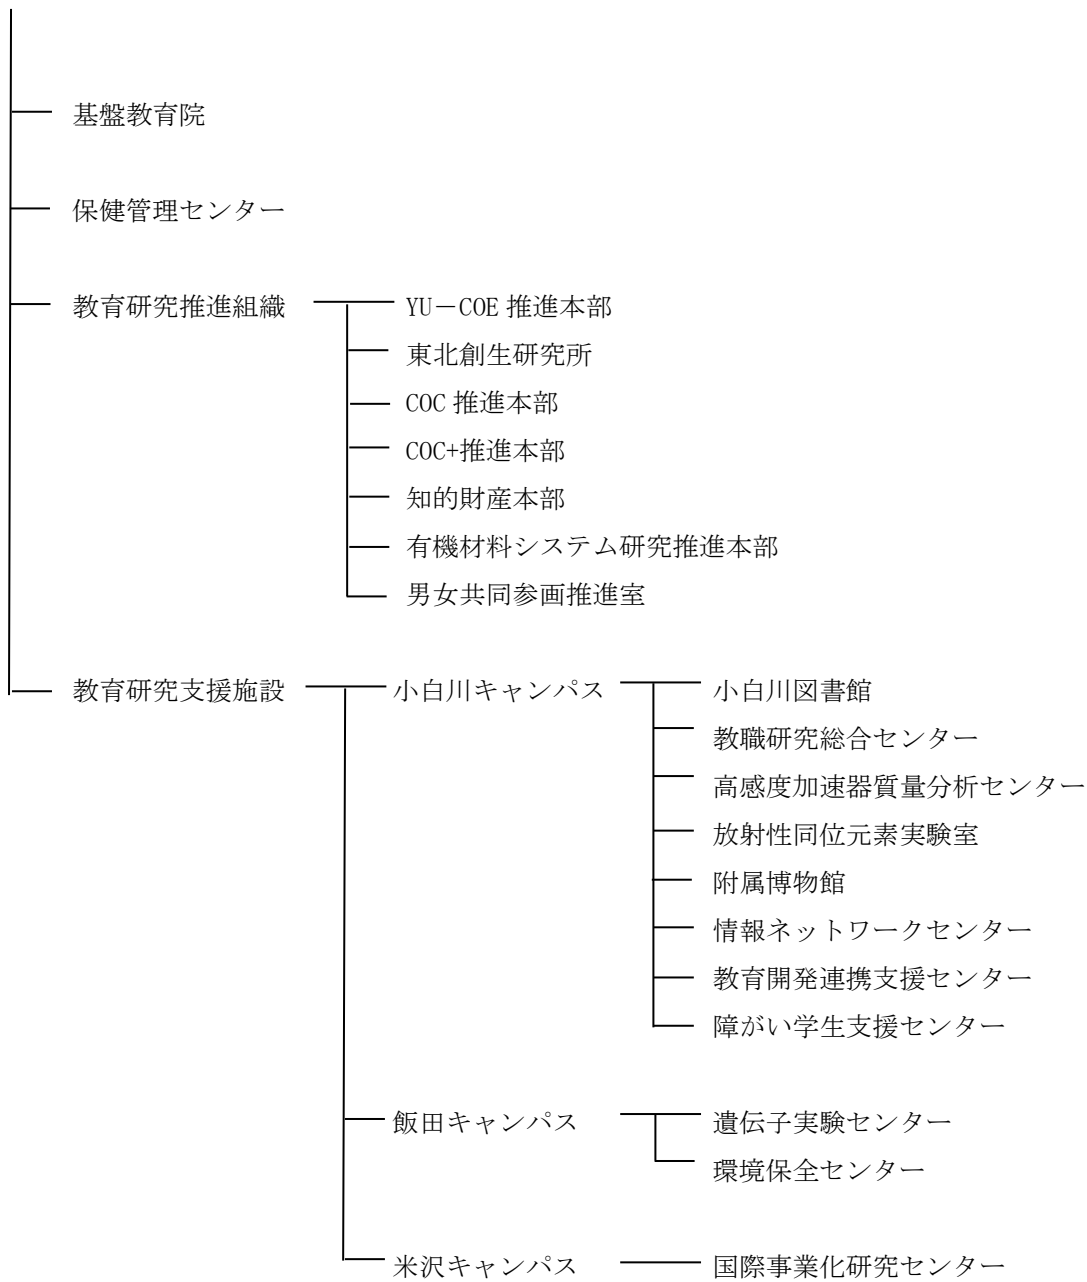 基盤教育院
保健管理センター
教育研究推進組織 YU－COE 推進本部
東北創生研究所
COC 推進本部
COC+推進本部
知的財産本部
有機材料システム研究推進本部
男女共同参画推進室
教育研究支援施設 小白川キャンパス 小白川図書館
教職研究総合センター
高感度加速器質量分析センター
放射性同位元素実験室
附属博物館
情報ネットワークセンター
教育開発連携支援センター
障がい学生支援センター
飯田キャンパス 遺伝子実験センター
環境保全センター
米沢キャンパス 国際事業化研究センター